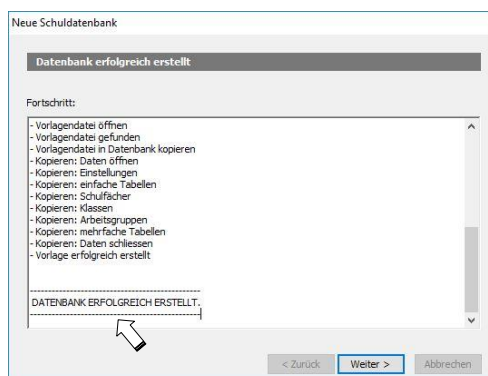 Neue Schuldatenbank
Datenbank erfolgreich erstellt
Fortschritt:
- Vorlagendatei öffnen
- Vorlagendatei gefunden
- Vorlagendatei in Datenbank kopieren
- Kopieren: Daten öffnen
- Kopieren: Einstellungen
- Kopieren: einfache Tabellen
- Kopieren: Schulfächer
- Kopieren: Klassen
- Kopieren: Arbeitsgruppen
- Kopieren: mehrfache Tabellen
- Kopieren: Daten schliessen
- Vorlage erfolgreich erstellt
DATENBANK ERFOLGREICH ERSTELLT.
< Zurück Weiter > Abbrechen